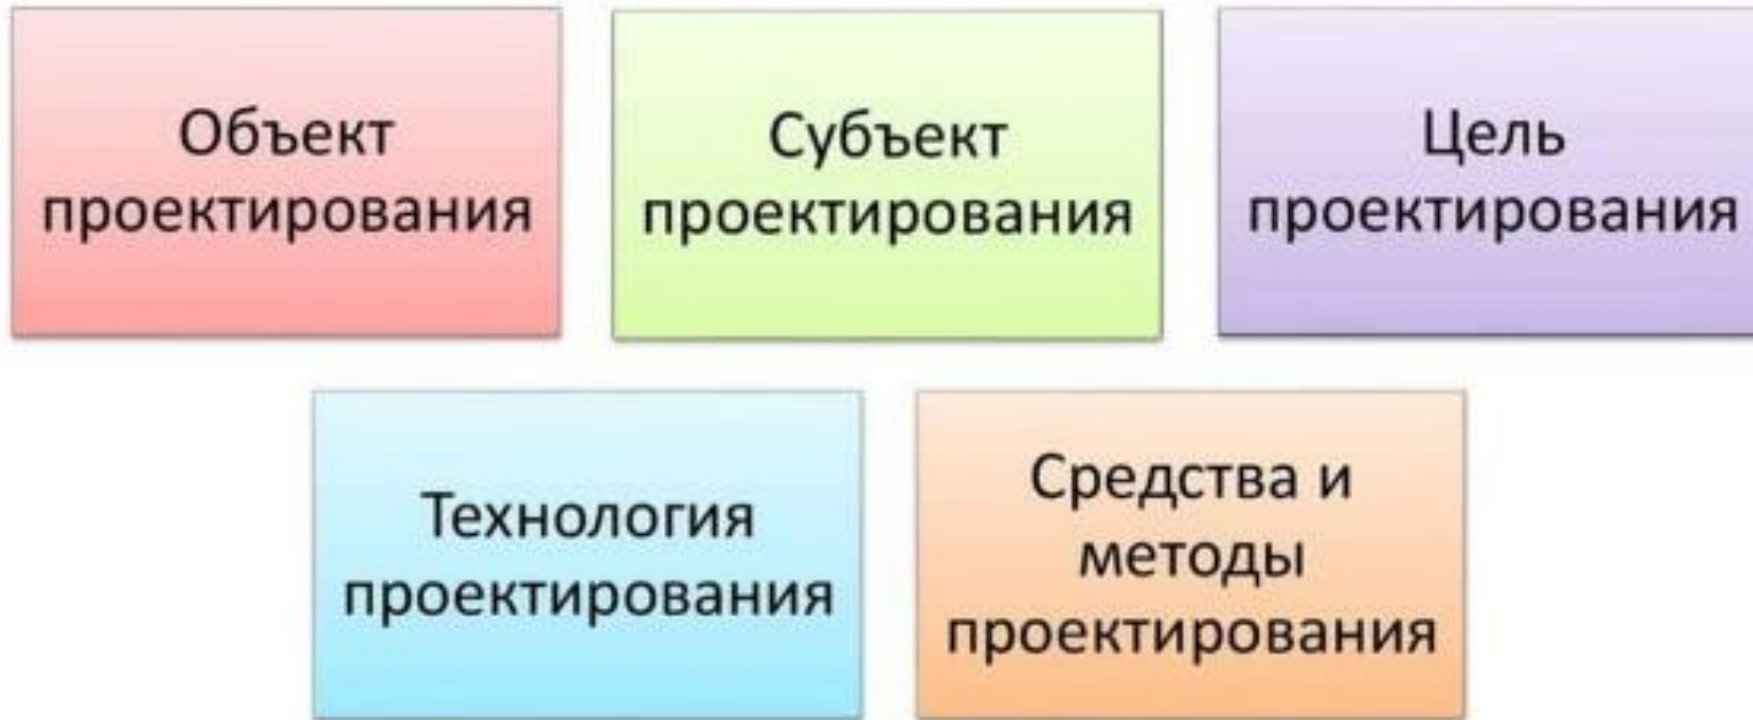 Объект
проектирования
Субъект
проектирования
Цель
проектирования
Технология
проектирования
Средства и
методы
проектирования